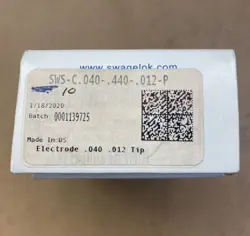 www.swagelok.com
SWS-C.040-.440-.012-P
10
1/18/2020
Batch: 0001139725
Made In:US
Electrode .040 .012 Tip